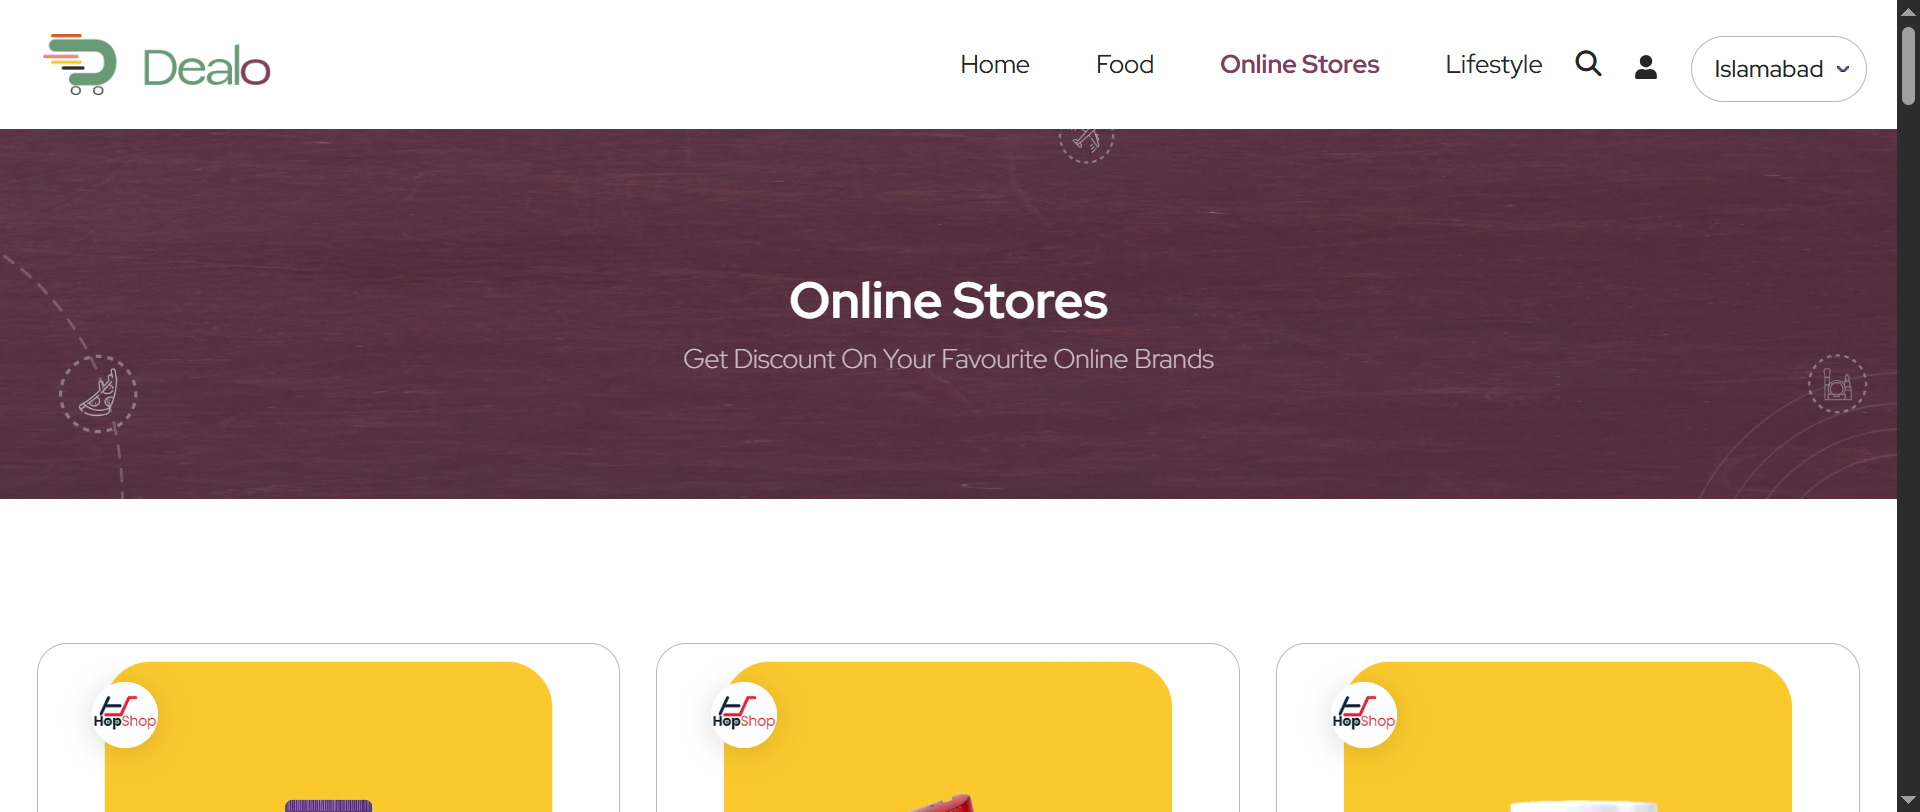 Dealo
Home Food Online Stores Lifestyle Islamabad
Online Stores
Get Discount On Your Favourite Online Brands
HopShop HopShop HopShop